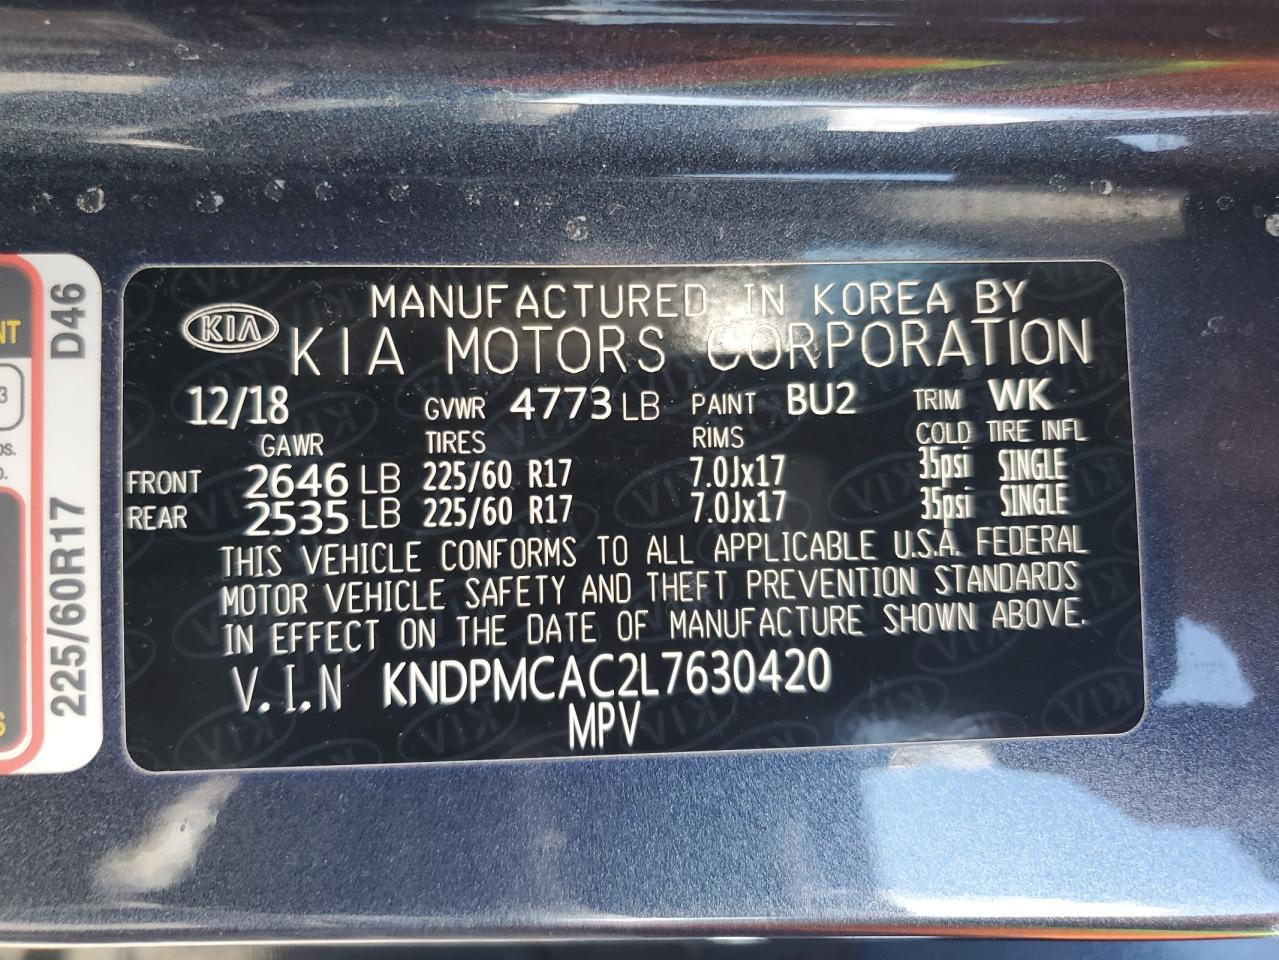 MANUFACTURED IN KOREA BY
KIA
KIA MOTORS CORPORATION
12/18 GVWR 4773 LB PAINT BU2 TRIM WK
GAWR TIRES RIMS COLD TIRE INFL
FRONT 2646 LB 225/60 R17 7.0Jx17 35psi SINGLE
REAR 2535 LB 225/60 R17 7.0Jx17 35psi SINGLE
THIS VEHICLE CONFORMS TO ALL APPLICABLE U.S.A. FEDERAL
MOTOR VEHICLE SAFETY AND THEFT PREVENTION STANDARDS
IN EFFECT ON THE DATE OF MANUFACTURE SHOWN ABOVE.
V.I.N KNDPMCAC2L7630420
MPV
225/60R17 D46